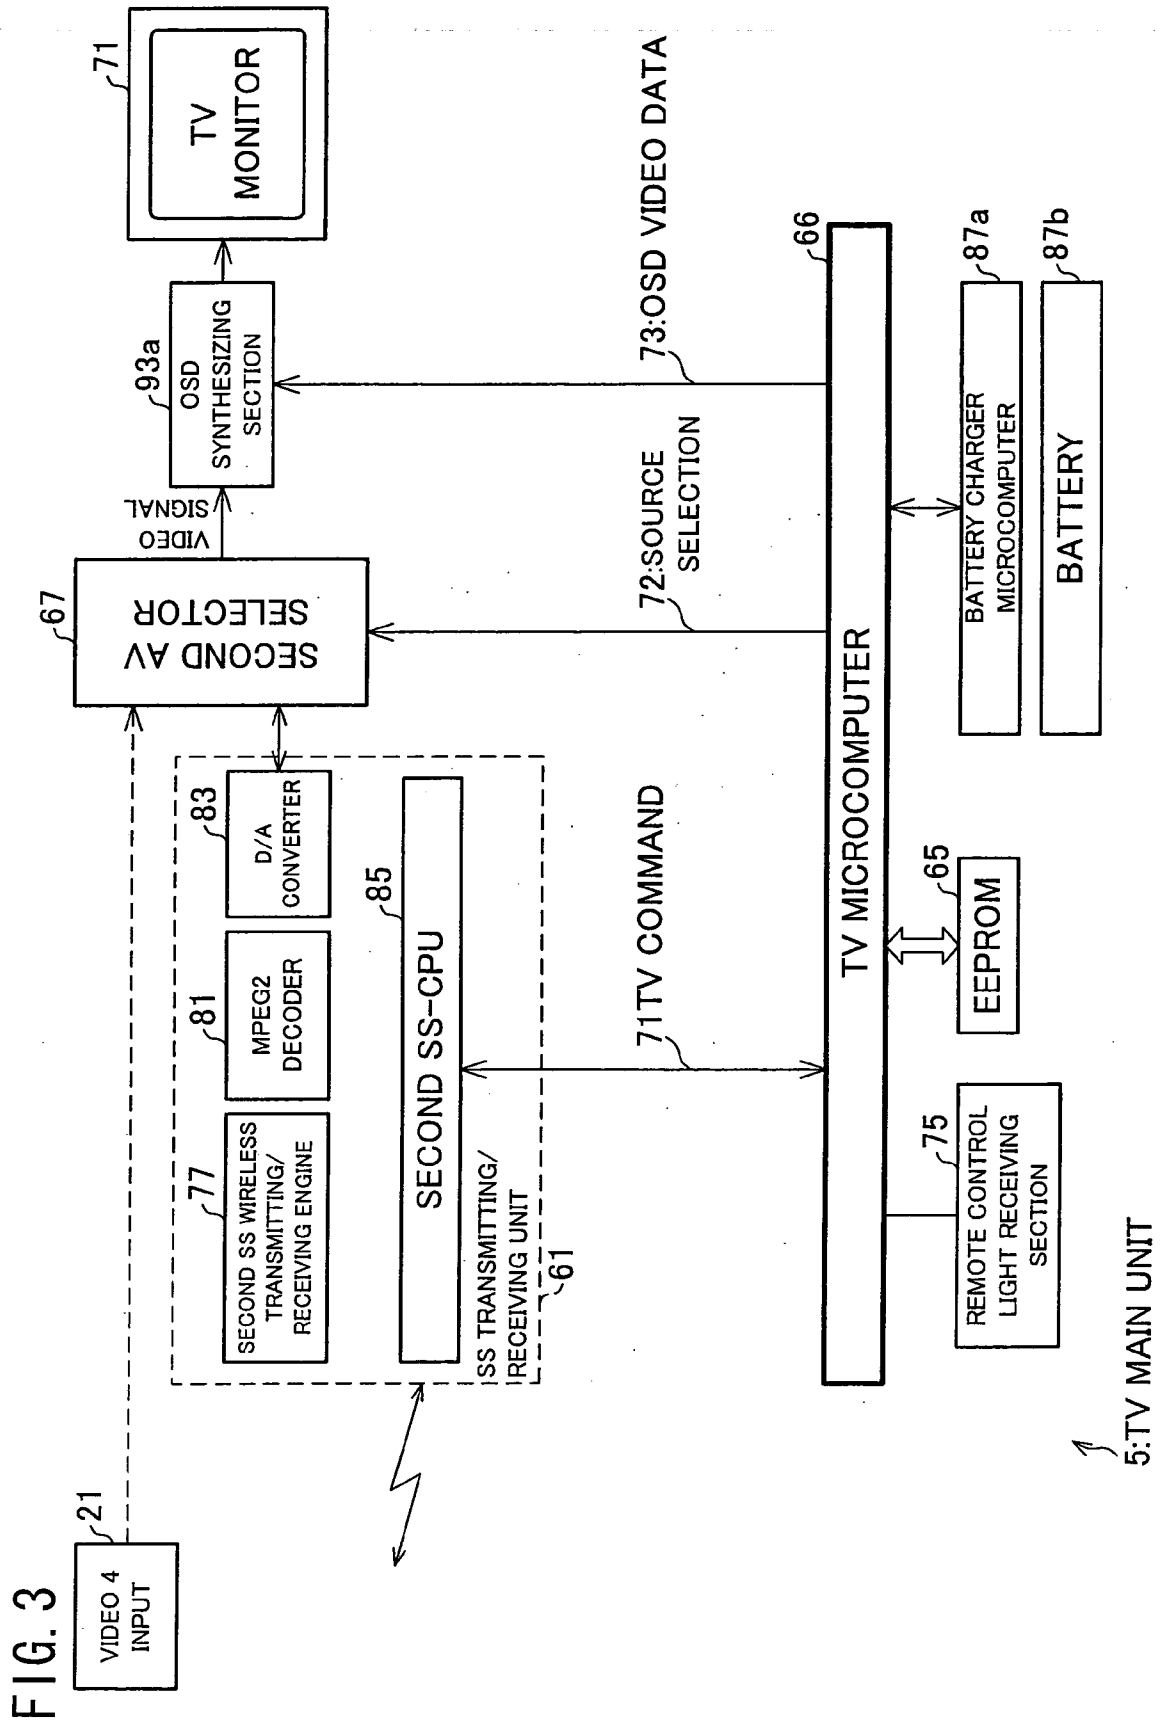 FIG. 3
VIDEO 4
INPUT
21
SECOND AV
SELECTOR
67
VIDEO
SIGNAL
OSD
SYNTHESIZING
SECTION
93a
TV
MONITOR
71
SECOND SS WIRELESS
TRANSMITTING/
RECEIVING ENGINE
77
MPEG2
DECODER
81
D/A
CONVERTER
83
SECOND SS-CPU
85
SS TRANSMITTING/
RECEIVING UNIT
61
71TV COMMAND
72:SOURCE
SELECTION
73:OSD VIDEO DATA
TV MICROCOMPUTER
66
REMOTE CONTROL
LIGHT RECEIVING
SECTION
75
EEPROM
65
BATTERY CHARGER
MICROCOMPUTER
87a
BATTERY
87b
5:TV MAIN UNIT